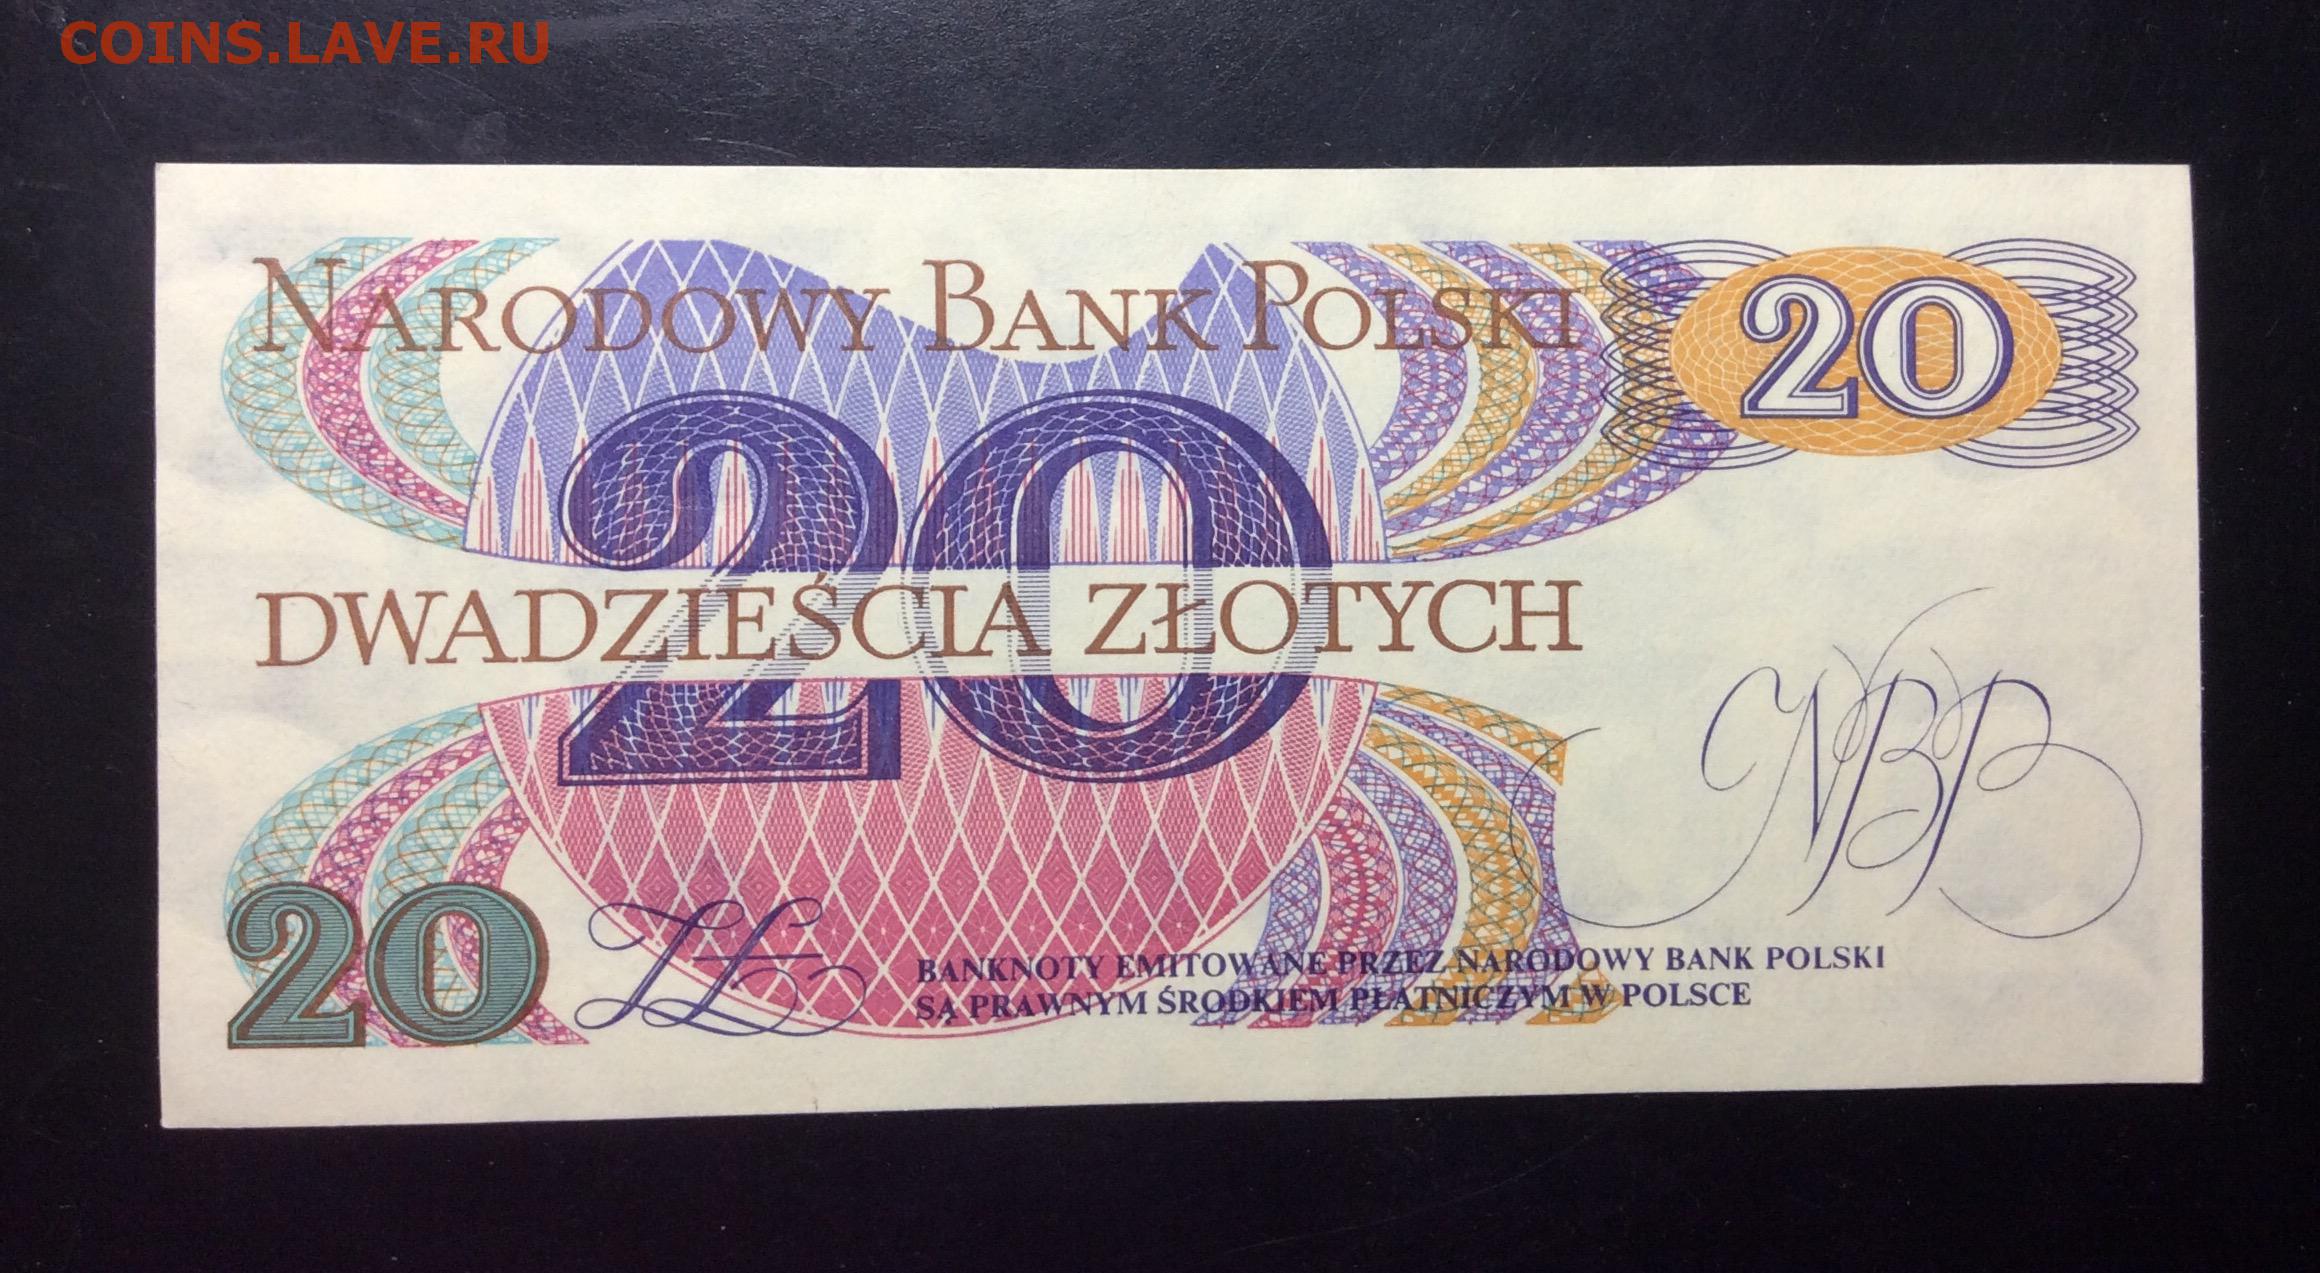 COINS.LAVE.RU
NARODOWY BANK POLSKI
20
20
DWADZIEŚCIA ZŁOTYCH
NBP
20
ZŁ
BANKNOTY EMITOWANE PRZEZ NARODOWY BANK POLSKI
SĄ PRAWNYM ŚRODKIEM PŁATNICZYM W POLSCE